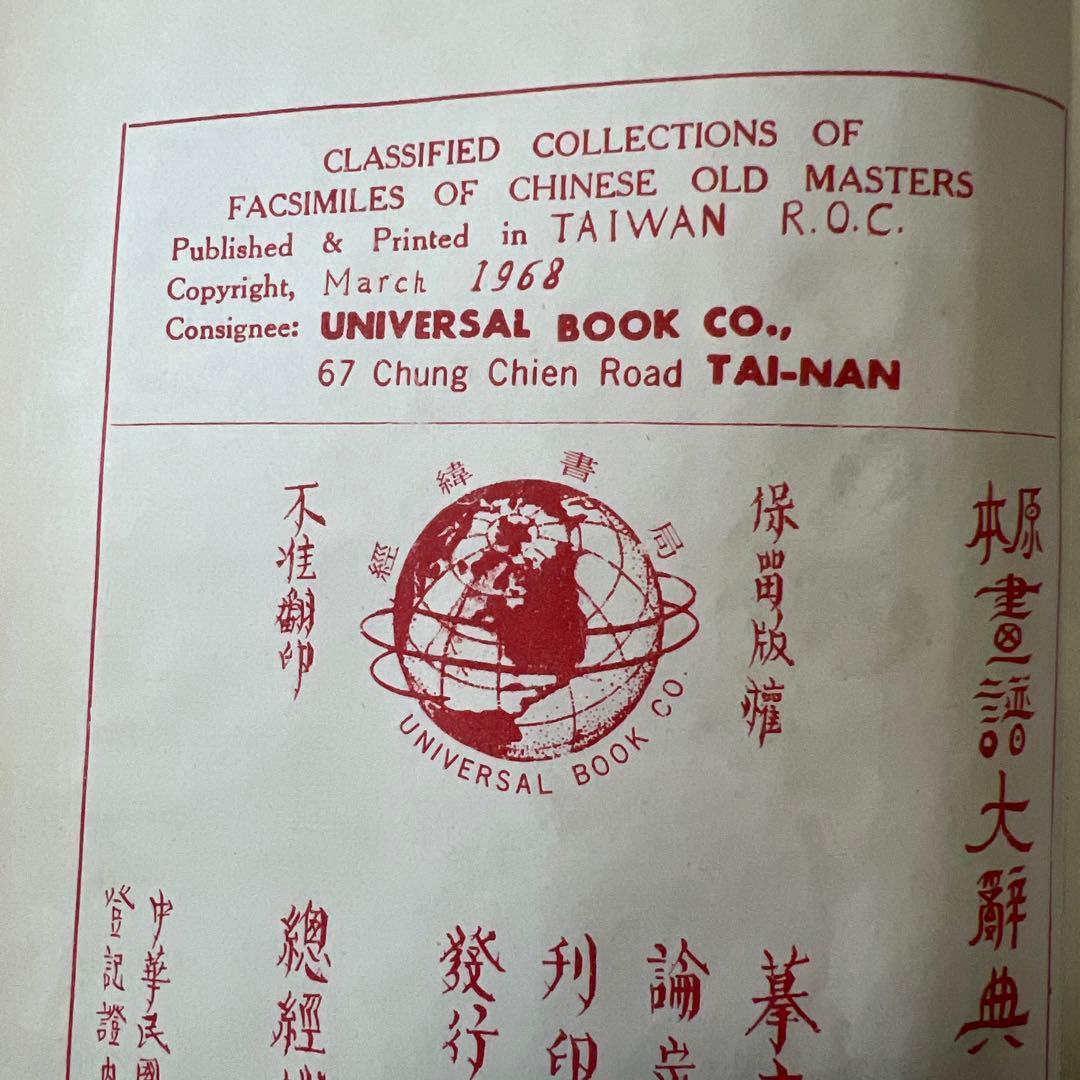 CLASSIFIED COLLECTIONS OF
FACSIMILES OF CHINESE OLD MASTERS
Published & Printed in TAIWAN R.O.C.
Copyright, March 1968
Consignee: UNIVERSAL BOOK CO.,
67 Chung Chien Road TAI-NAN
原本畫譜大辭典
保留版權
經緯書局
UNIVERSAL BOOK CO.
不准翻印
摹
論
刊印
發行
總經
中華民國
登記證內